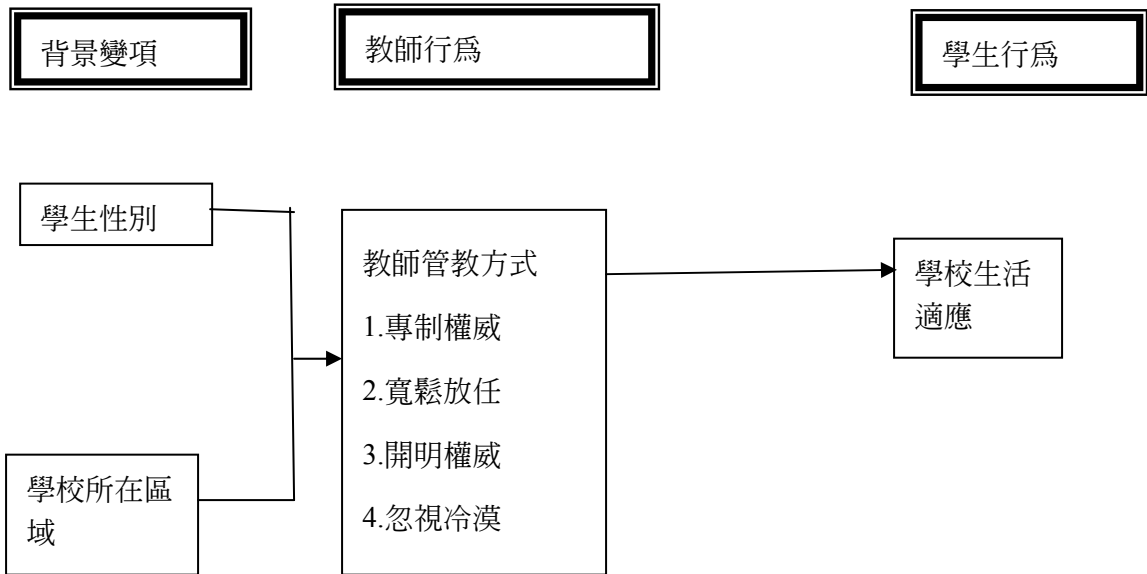 背景變項
教師行為
學生行為
學生性別
學校所在區
域
教師管教方式
1.專制權威
2.寬鬆放任
3.開明權威
4.忽視冷漠
學校生活
適應